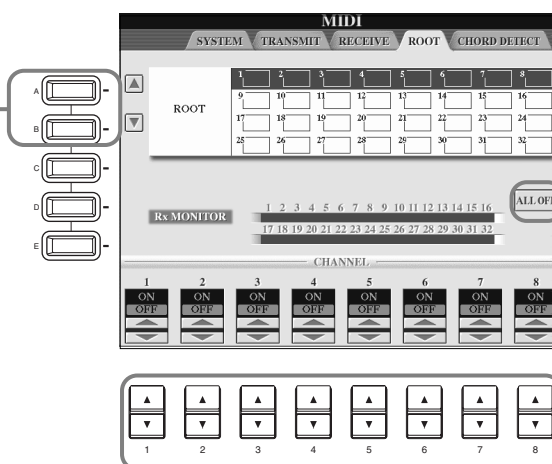 MIDI
SYSTEM TRANSMIT RECEIVE ROOT CHORD DETECT
A
B
C
D
E
ROOT
1 2 3 4 5 6 7 8
9 10 11 12 13 14 15 16
17 18 19 20 21 22 23 24
25 26 27 28 29 30 31 32
ALL OFF
Rx MONITOR
1 2 3 4 5 6 7 8 9 10 11 12 13 14 15 16
17 18 19 20 21 22 23 24 25 26 27 28 29 30 31 32
CHANNEL
1 2 3 4 5 6 7 8
ON ON ON ON ON ON ON ON
OFF OFF OFF OFF OFF OFF OFF OFF
1 2 3 4 5 6 7 8